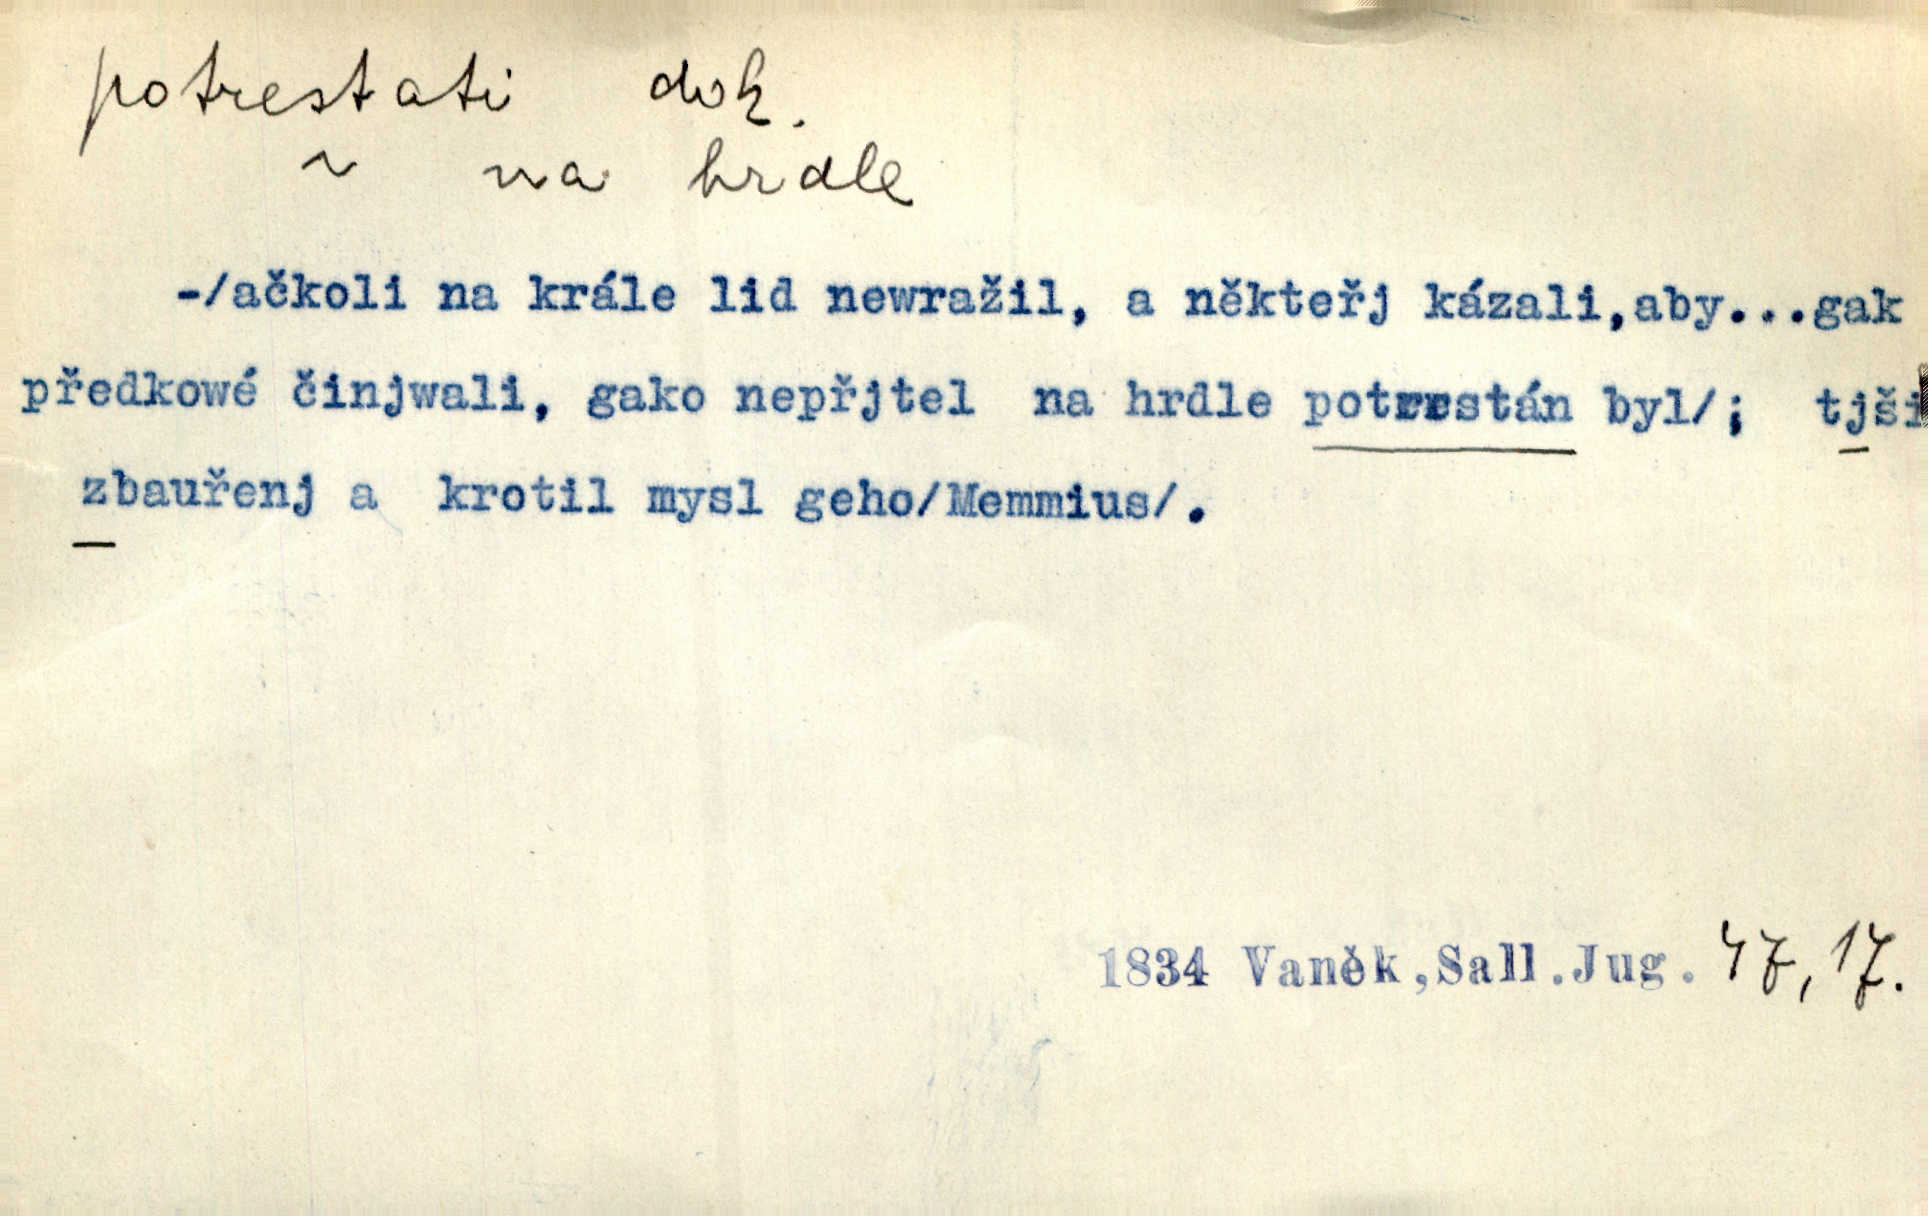 potrestati dok.
~ na hrdle
-/ačkoli na krále lid newražil, a někteřj kázali,aby...gak
předkowé činjwali, gako nepřjtel na hrdle potrestán byl/; tjšil
zbauřenj a krotil mysl geho/Memmius/.
1834 Vaněk,Sall.Jug. 47,17.